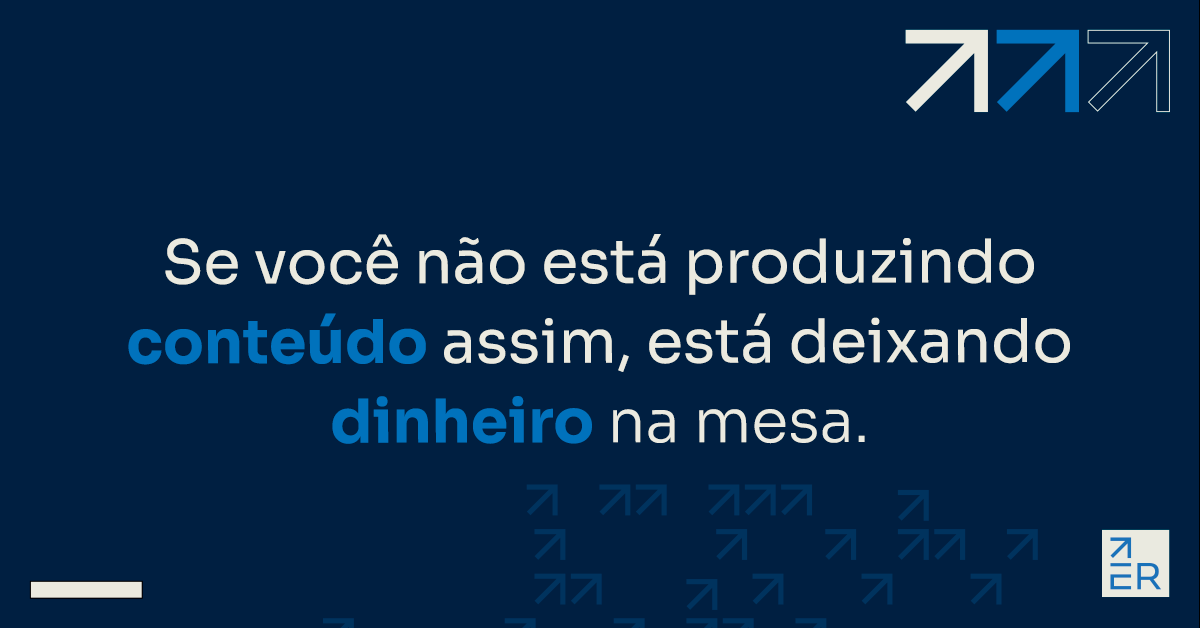 Se você não está produzindo
conteúdo assim, está deixando
dinheiro na mesa.
ER